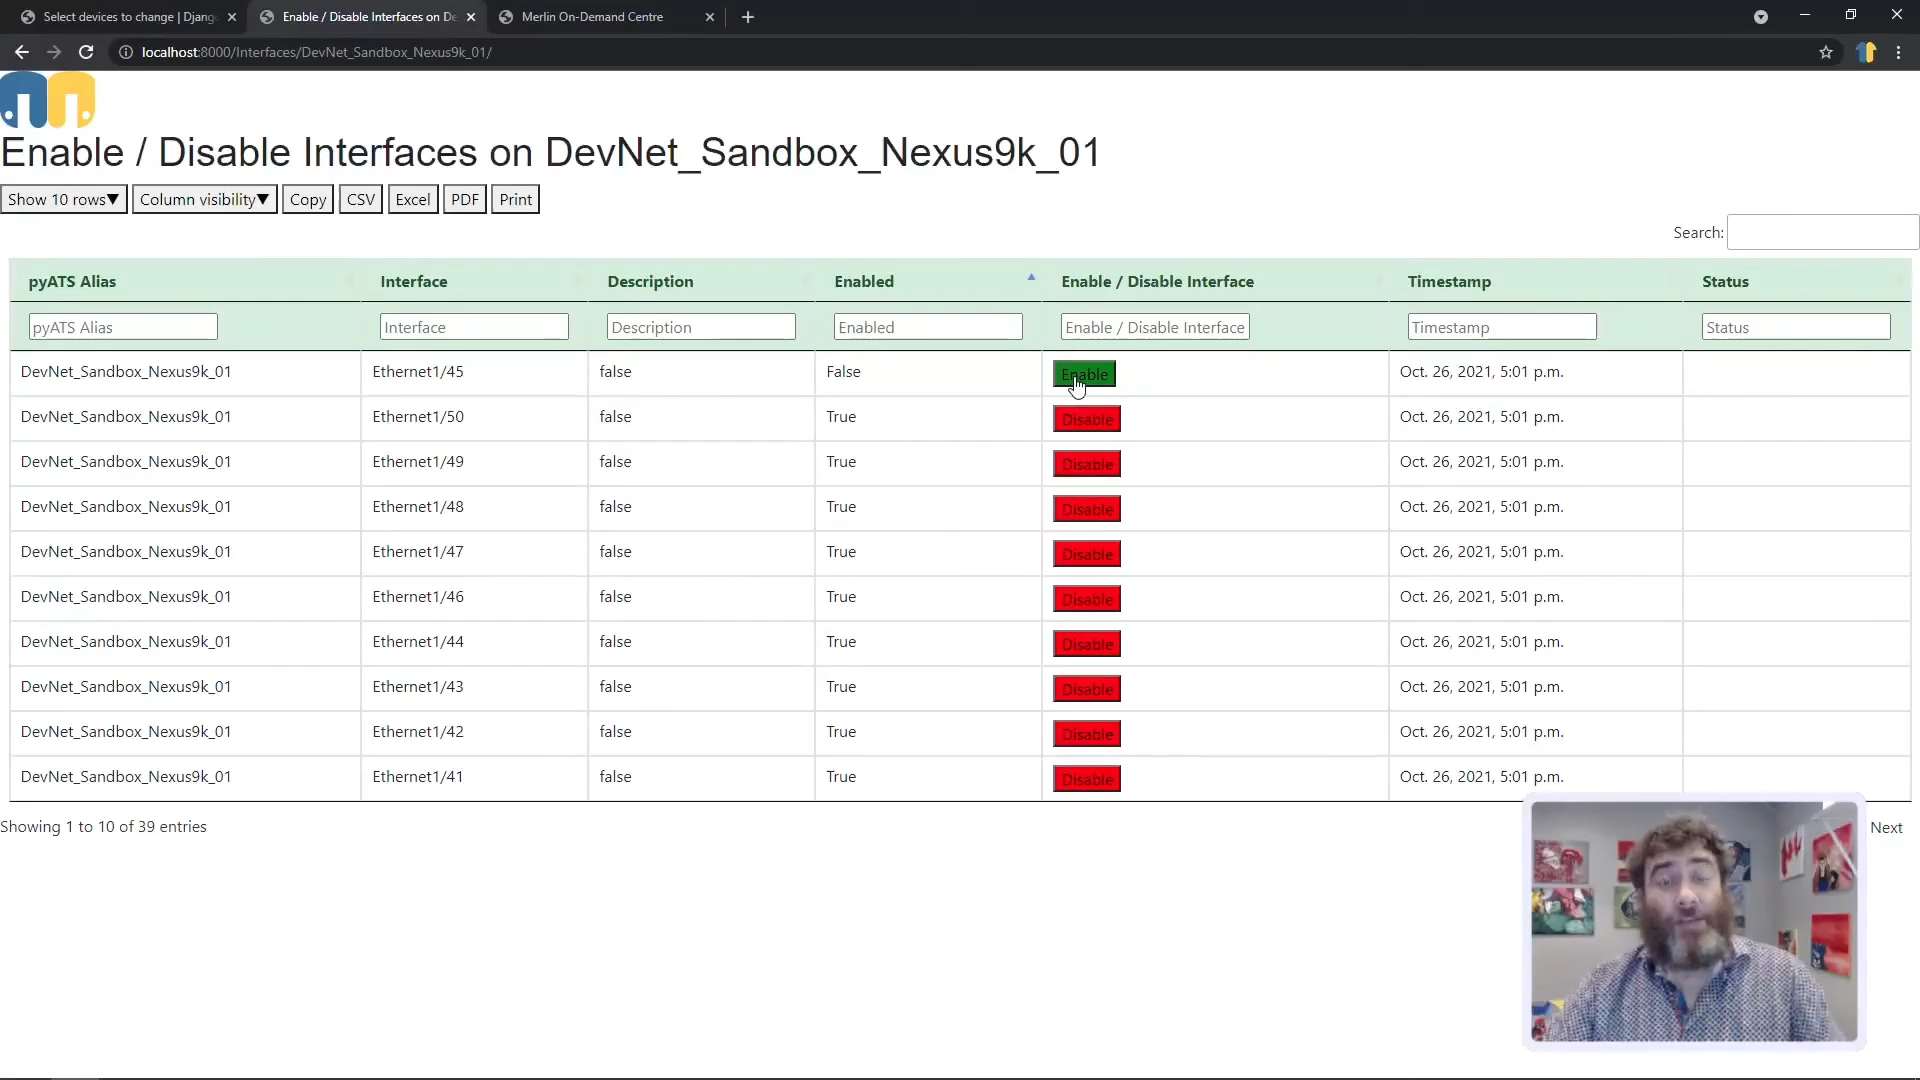 Select devices to change | Djang
Enable / Disable Interfaces on De
Merlin On-Demand Centre
localhost:8000/Interfaces/DevNet_Sandbox_Nexus9k_01/
Enable / Disable Interfaces on DevNet_Sandbox_Nexus9k_01
Show 10 rows▼ Column visibility▼ Copy CSV Excel PDF Print
Search:
pyATS Alias Interface Description Enabled Enable / Disable Interface Timestamp Status
pyATS Alias Interface Description Enabled Enable / Disable Interface Timestamp Status
DevNet_Sandbox_Nexus9k_01 Ethernet1/45 false False Enable Oct. 26, 2021, 5:01 p.m.
DevNet_Sandbox_Nexus9k_01 Ethernet1/50 false True Disable Oct. 26, 2021, 5:01 p.m.
DevNet_Sandbox_Nexus9k_01 Ethernet1/49 false True Disable Oct. 26, 2021, 5:01 p.m.
DevNet_Sandbox_Nexus9k_01 Ethernet1/48 false True Disable Oct. 26, 2021, 5:01 p.m.
DevNet_Sandbox_Nexus9k_01 Ethernet1/47 false True Disable Oct. 26, 2021, 5:01 p.m.
DevNet_Sandbox_Nexus9k_01 Ethernet1/46 false True Disable Oct. 26, 2021, 5:01 p.m.
DevNet_Sandbox_Nexus9k_01 Ethernet1/44 false True Disable Oct. 26, 2021, 5:01 p.m.
DevNet_Sandbox_Nexus9k_01 Ethernet1/43 false True Disable Oct. 26, 2021, 5:01 p.m.
DevNet_Sandbox_Nexus9k_01 Ethernet1/42 false True Disable Oct. 26, 2021, 5:01 p.m.
DevNet_Sandbox_Nexus9k_01 Ethernet1/41 false True Disable Oct. 26, 2021, 5:01 p.m.
Showing 1 to 10 of 39 entries
Next